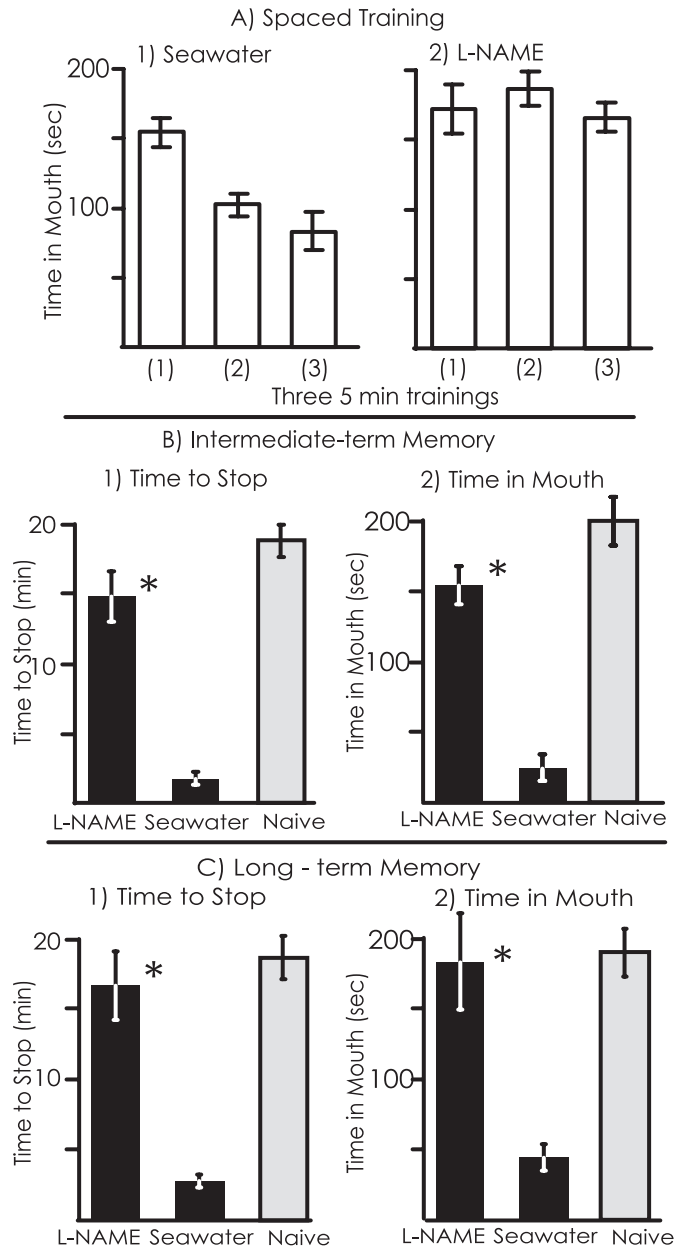 A) Spaced Training
1) Seawater
2) L-NAME
Time in Mouth (sec)
200
100
(1) (2) (3)
(1) (2) (3)
Three 5 min trainings
B) Intermediate-term Memory
1) Time to Stop
2) Time in Mouth
Time to Stop (min)
20
10
*
L-NAME Seawater Naive
Time in Mouth (sec)
200
100
*
L-NAME Seawater Naive
C) Long - term Memory
1) Time to Stop
2) Time in Mouth
Time to Stop (min)
20
10
*
L-NAME Seawater Naive
Time in Mouth (sec)
200
100
*
L-NAME Seawater Naive